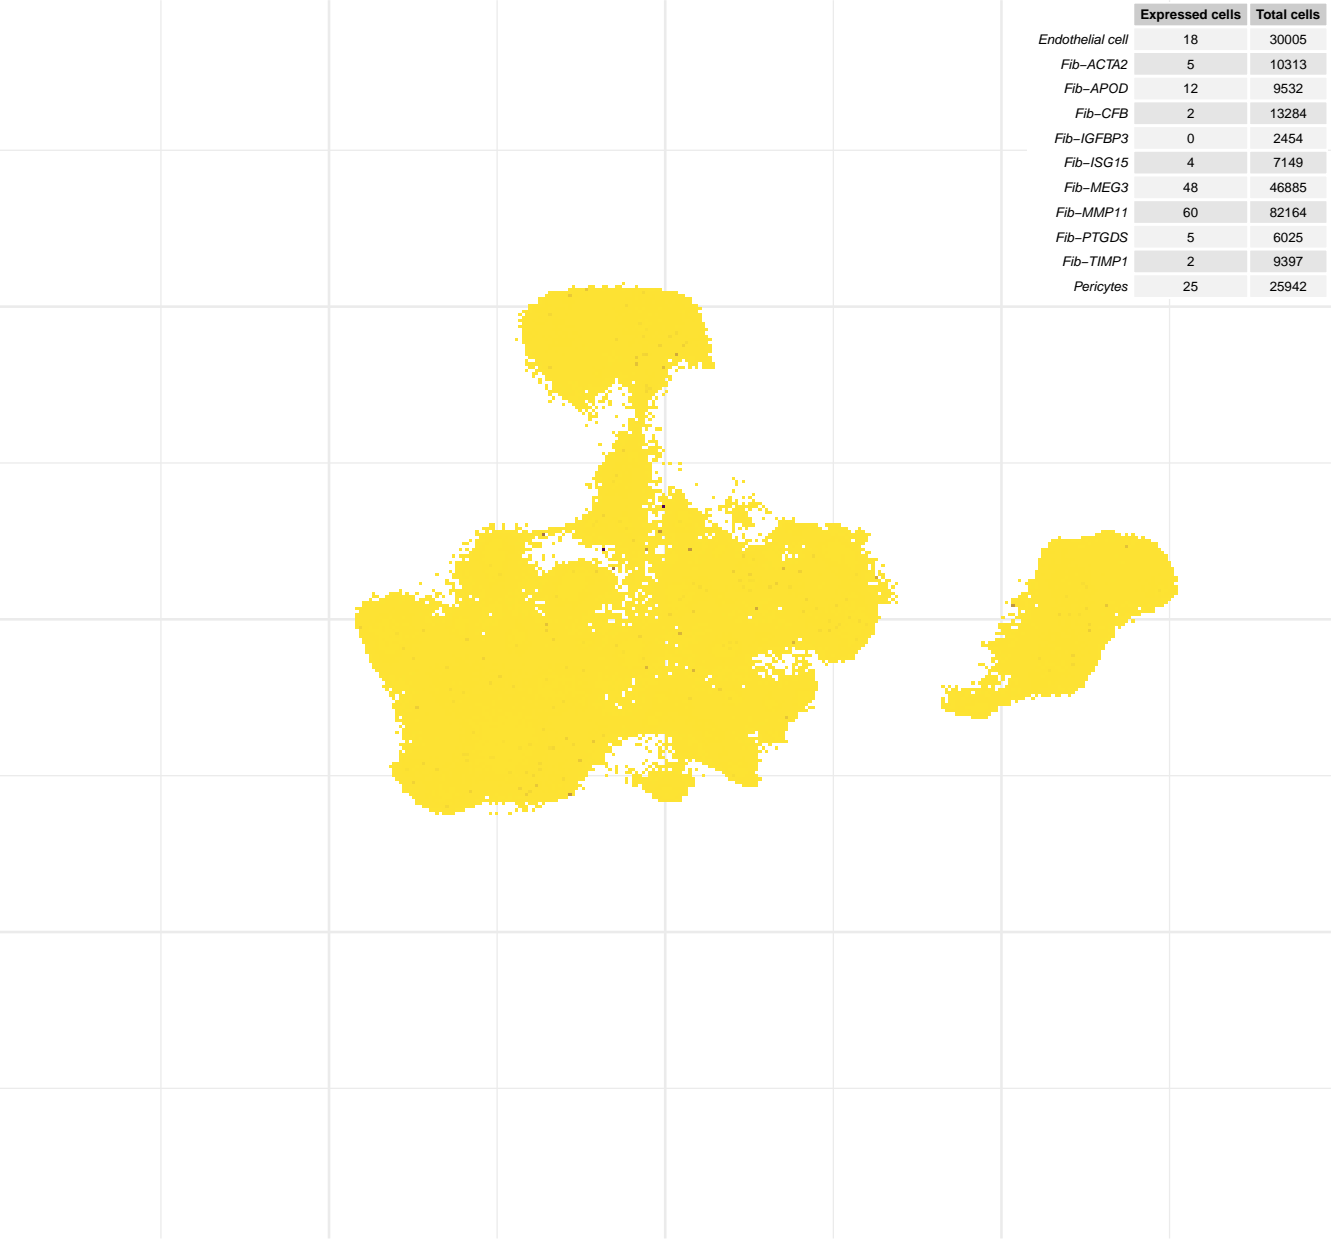 Expressed cells Total cells
Endothelial cell 18 30005
Fib−ACTA2 5 10313
Fib−APOD 12 9532
Fib−CFB 2 13284
Fib−IGFBP3 0 2454
Fib−ISG15 4 7149
Fib−MEG3 48 46885
Fib−MMP11 60 82164
Fib−PTGDS 5 6025
Fib−TIMP1 2 9397
Pericytes 25 25942